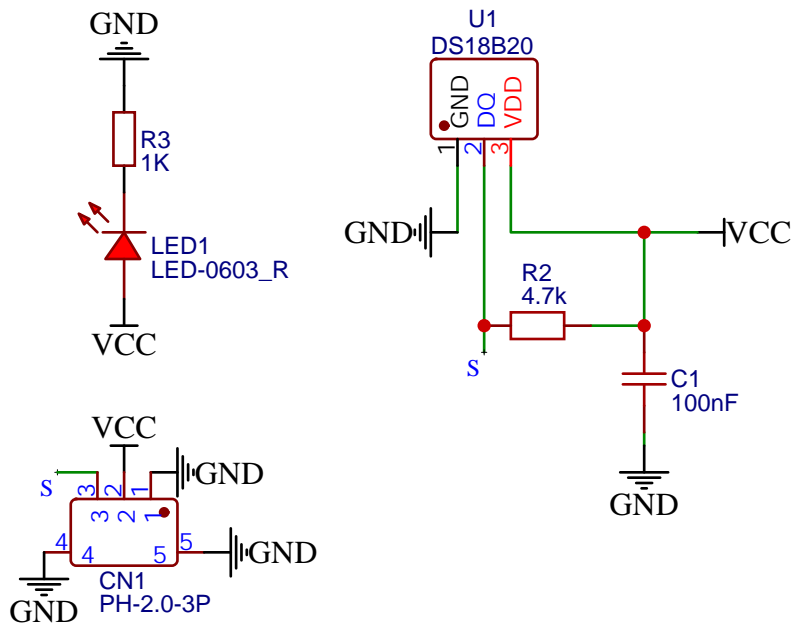 GND
R3
1K
LED1
LED-0603_R
VCC
U1
DS18B20
GND
DQ
VDD
1
2
3
GND
VCC
R2
4.7k
S
C1
100nF
GND
VCC
S
3
2
1
GND
3
2
1
4
4
5
5
GND
GND
CN1
PH-2.0-3P